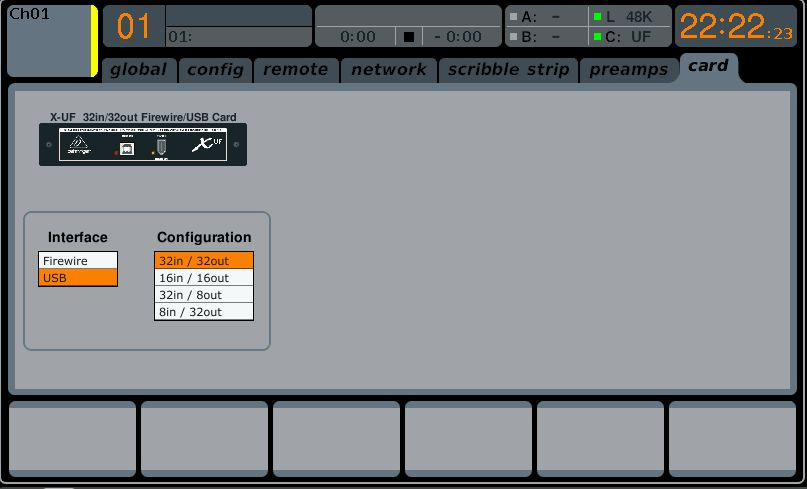 Ch01
01
01:
0:00
- 0:00
A: -
L 48K
B: -
C: UF
22:22:23
global
config
remote
network
scribble strip
preamps
card
X-UF 32in/32out Firewire/USB Card
behringer
X UF
Interface
Configuration
Firewire
32in / 32out
USB
16in / 16out
32in / 8out
8in / 32out